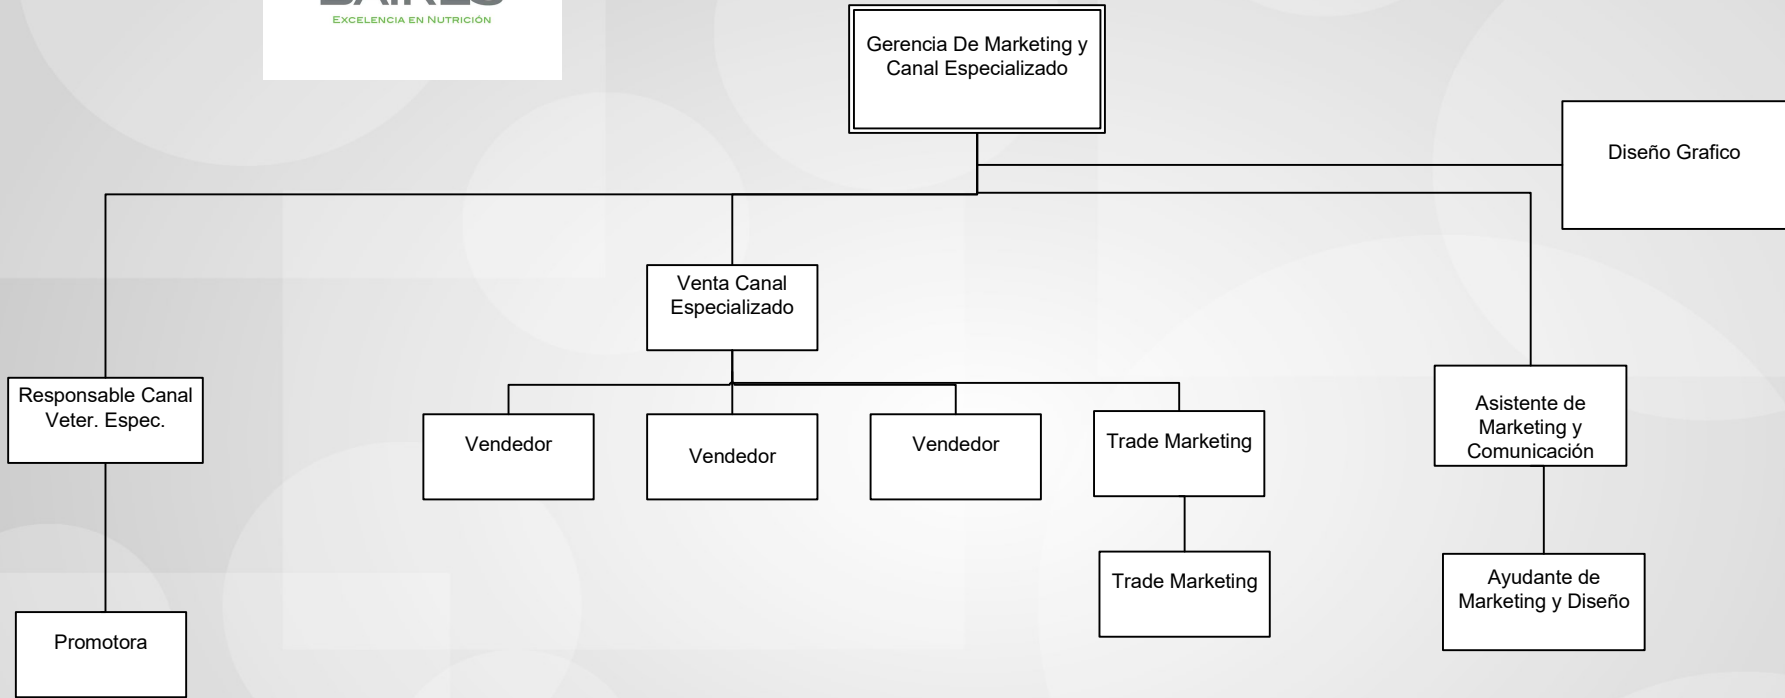 BAIRES
EXCELENCIA EN NUTRICIÓN
Gerencia De Marketing y
Canal Especializado
Diseño Grafico
Venta Canal
Especializado
Responsable Canal
Veter. Espec.
Vendedor
Vendedor
Vendedor
Trade Marketing
Asistente de
Marketing y
Comunicación
Trade Marketing
Ayudante de
Marketing y Diseño
Promotora